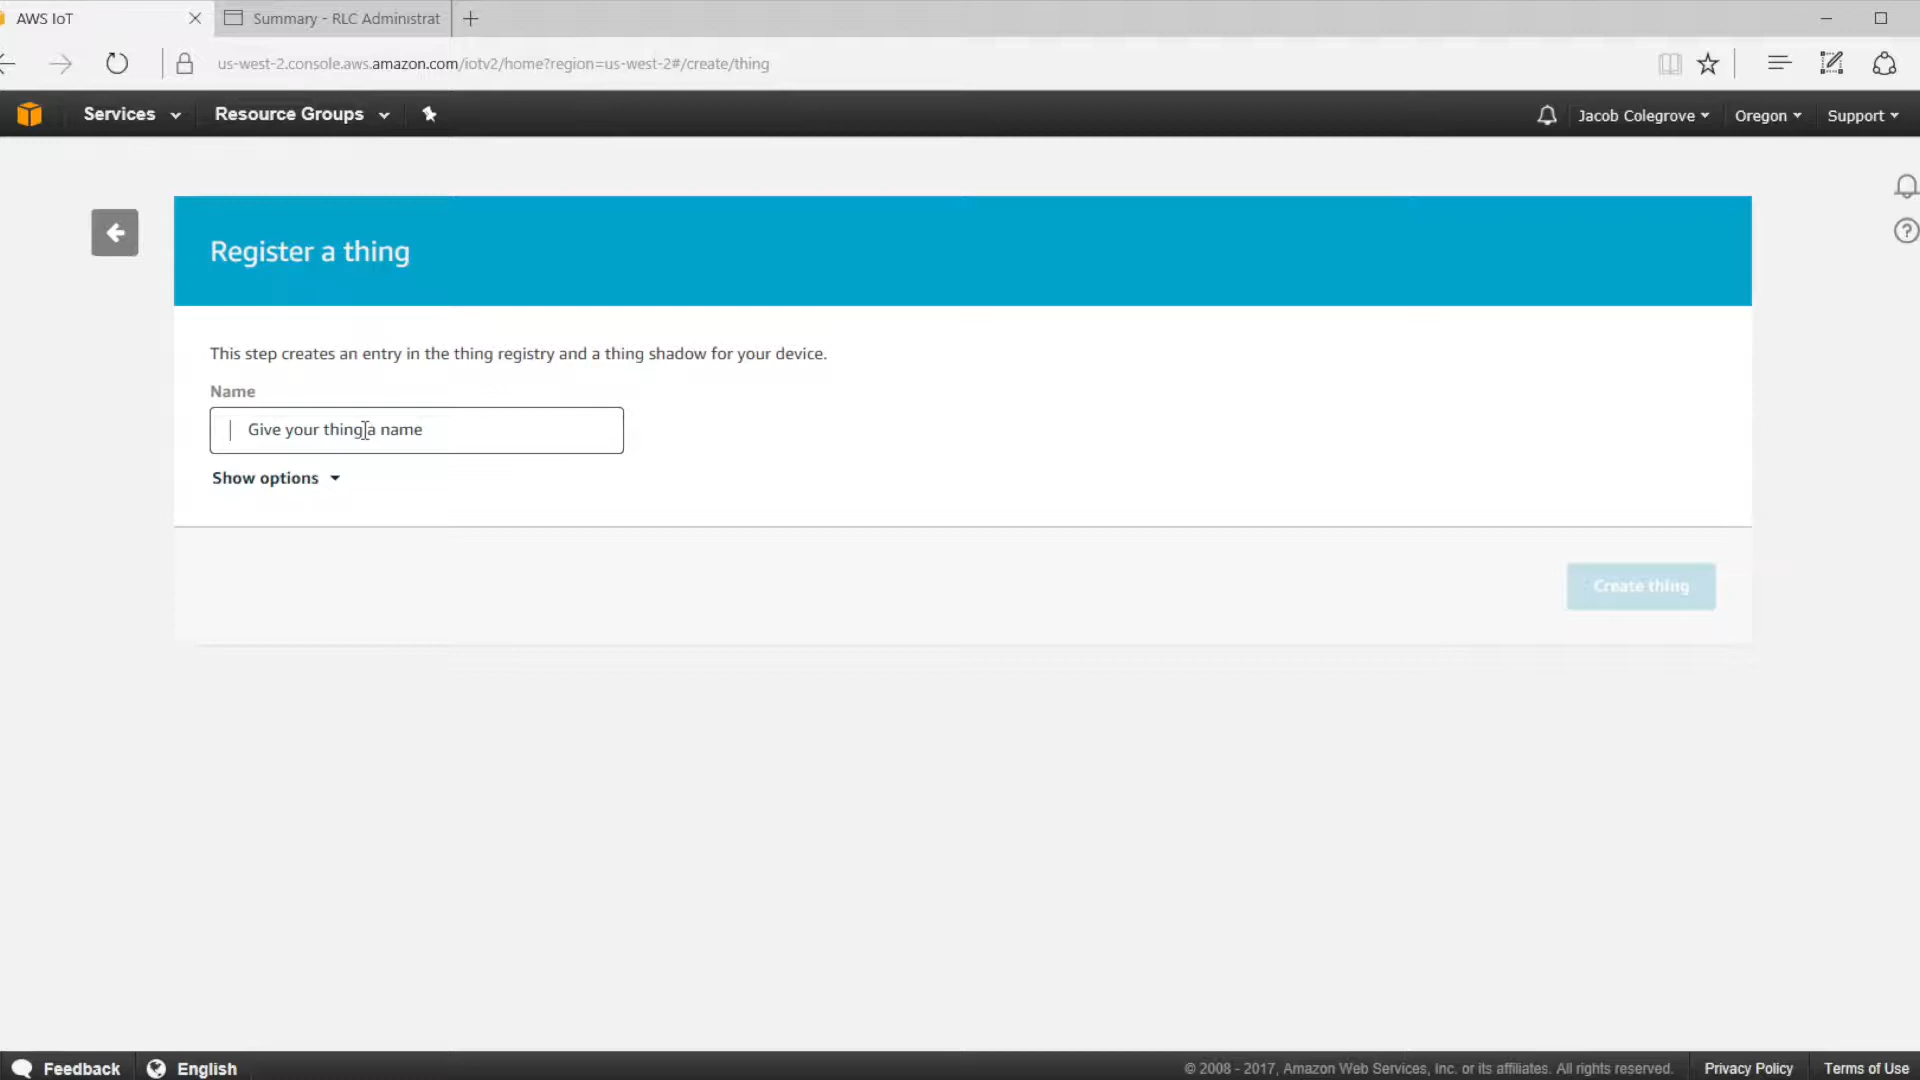 AWS IoT
Summary - RLC Administrat
us-west-2.console.aws.amazon.com/iotv2/home?region=us-west-2#/create/thing
Services
Resource Groups
Jacob Colegrove
Oregon
Support
Register a thing
This step creates an entry in the thing registry and a thing shadow for your device.
Name
Give your thing a name
Show options
Create thing
Feedback
English
© 2008 - 2017, Amazon Web Services, Inc. or its affiliates. All rights reserved.
Privacy Policy
Terms of Use